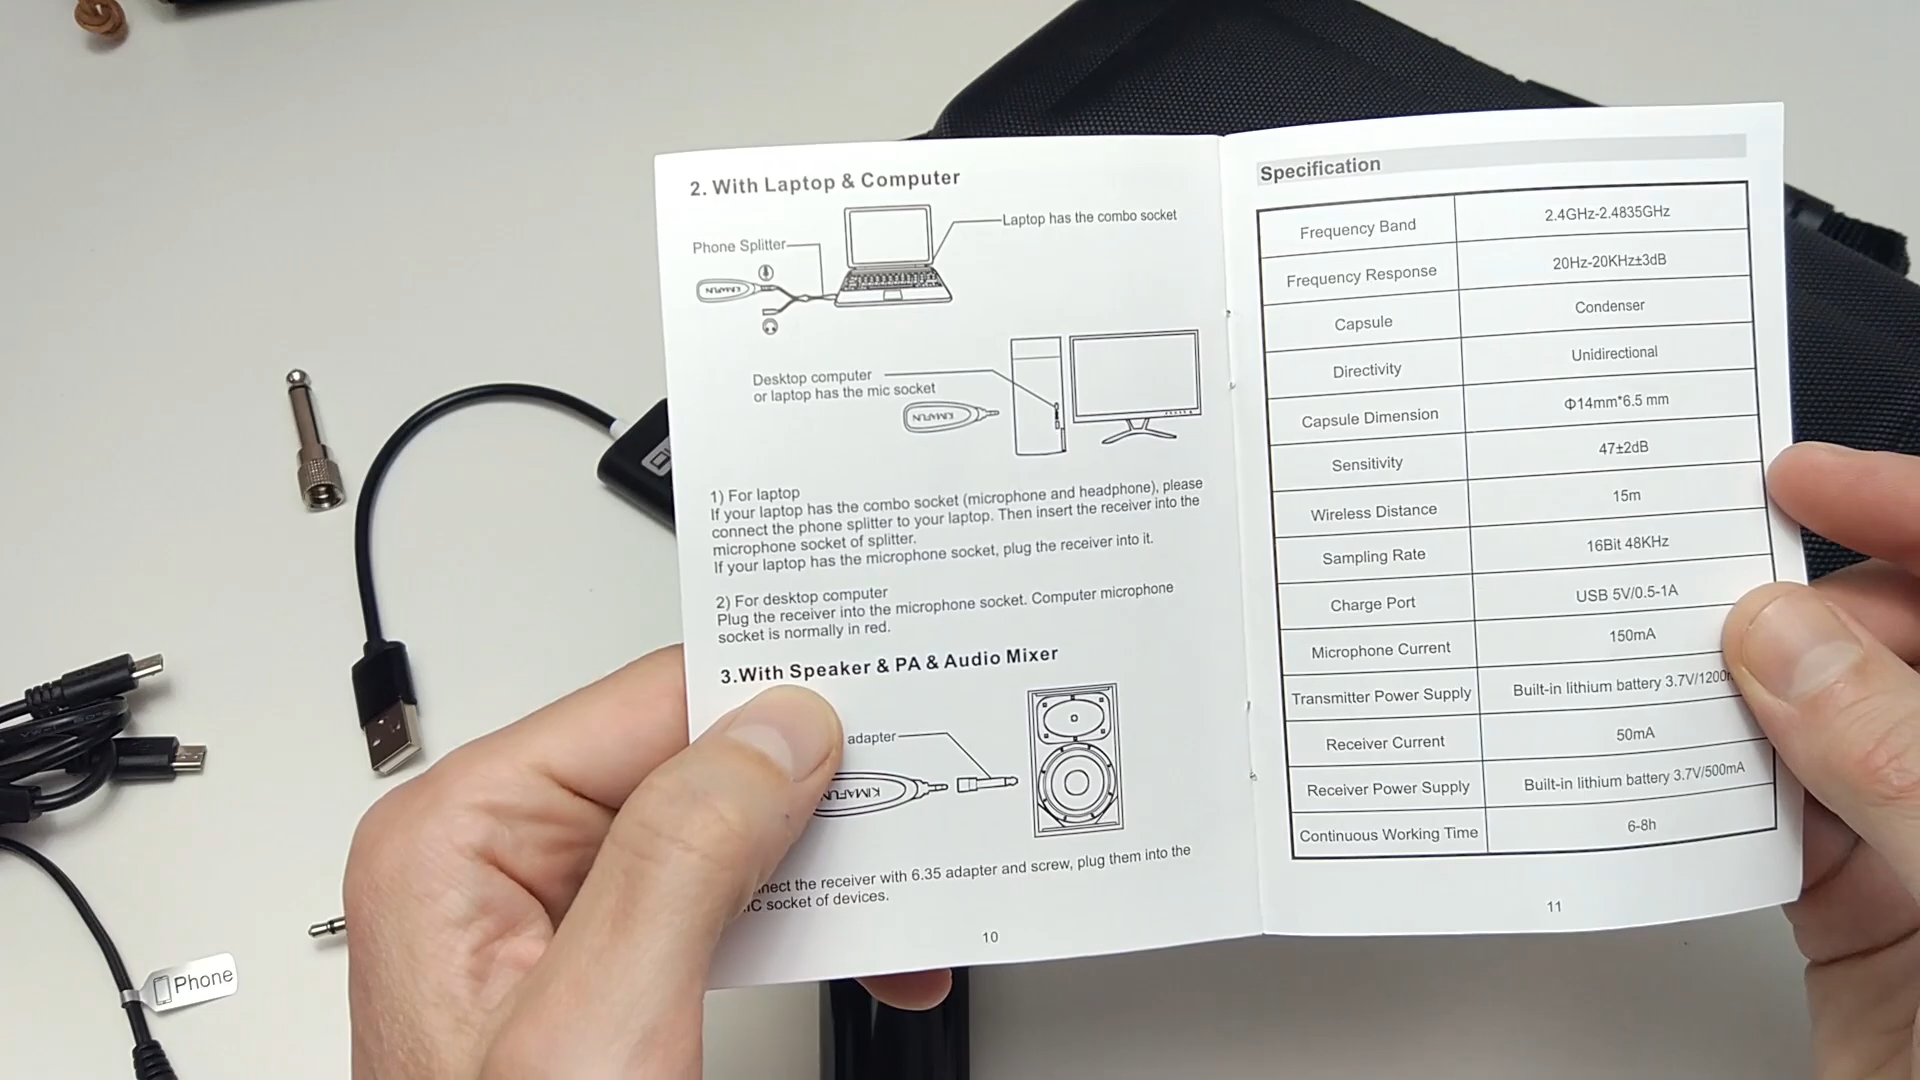 2. With Laptop & Computer
Laptop has the combo socket
Phone Splitter
KIMAFUN
Desktop computer
or laptop has the mic socket
KIMAFUN
1) For laptop
If your laptop has the combo socket (microphone and headphone), please
connect the phone splitter to your laptop. Then insert the receiver into the
microphone socket of splitter.
If your laptop has the microphone socket, plug the receiver into it.
2) For desktop computer
Plug the receiver into the microphone socket. Computer microphone
socket is normally in red.
3.With Speaker & PA & Audio Mixer
adapter
KIMAFUN
the receiver with 6.35 adapter and screw, plug them into the
socket of devices.
10
Specification
Frequency Band 2.4GHz-2.4835GHz
Frequency Response 20Hz-20KHz±3dB
Capsule Condenser
Directivity Unidirectional
Capsule Dimension Φ14mm*6.5 mm
Sensitivity 47±2dB
Wireless Distance 15m
Sampling Rate 16Bit 48KHz
Charge Port USB 5V/0.5-1A
Microphone Current 150mA
Transmitter Power Supply Built-in lithium battery 3.7V/1200
Receiver Current 50mA
Receiver Power Supply Built-in lithium battery 3.7V/500mA
Continuous Working Time 6-8h
11
Phone